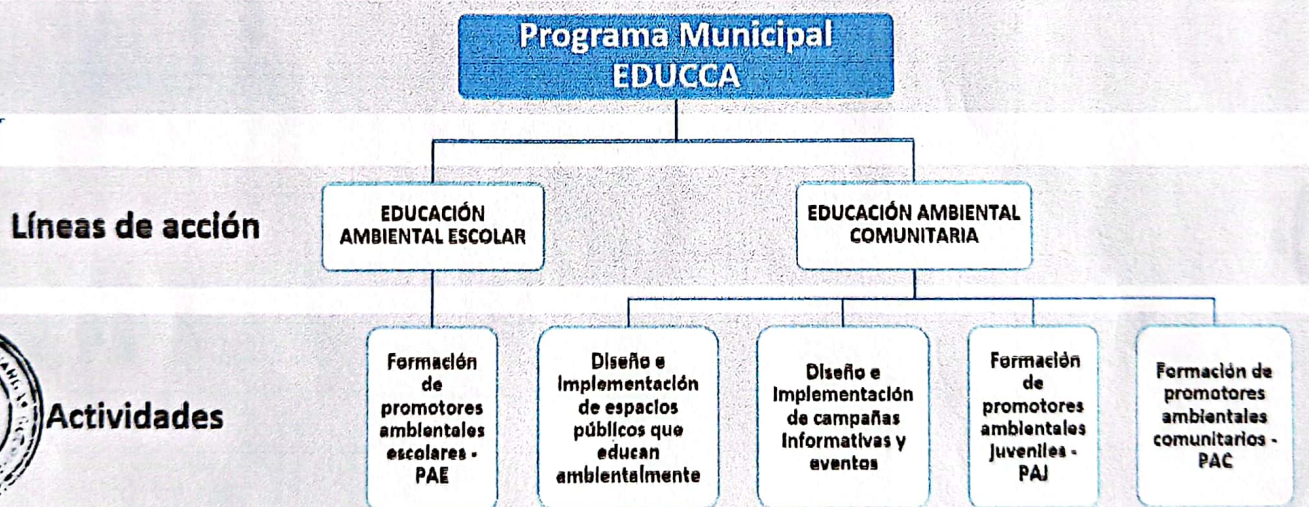 Programa Municipal
EDUCCA
Líneas de acción
EDUCACIÓN
AMBIENTAL ESCOLAR
EDUCACIÓN AMBIENTAL
COMUNITARIA
Actividades
Formación
de
promotores
ambientales
escolares -
PAE
Diseño e
Implementación
de espacios
públicos que
educan
ambientalmente
Diseño e
Implementación
de campañas
Informativas y
eventos
Formación
de
promotores
ambientales
juveniles -
PAJ
Formación de
promotores
ambientales
comunitarios -
PAC